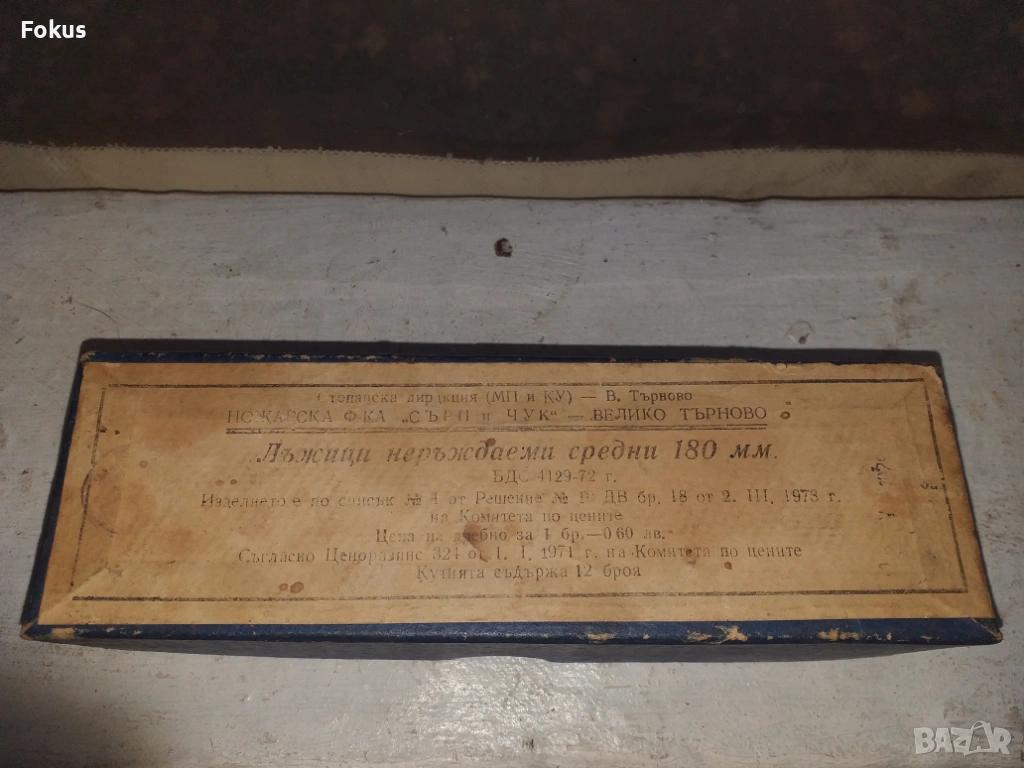 Fokus
Стопанска дирекция (МП и КУ) — В. Търново
НОЖАРСКА Ф-КА „СЪРП и ЧУК“ — ВЕЛИКО ТЪРНОВО
Лъжици неръждаеми средни 180 мм.
БДС 4129-72 г.
Изделието е по списък № 4 от Решение № ДВ бр. 18 от 2. III. 1973 г.
на Комитета по цените
Цена на дребно за 1 бр.—0 60 лв.
Съгласно Ценоразпис 324 от 1. I. 1971 г. на Комитета по цените
Кутията съдържа 12 броя
BAZAR